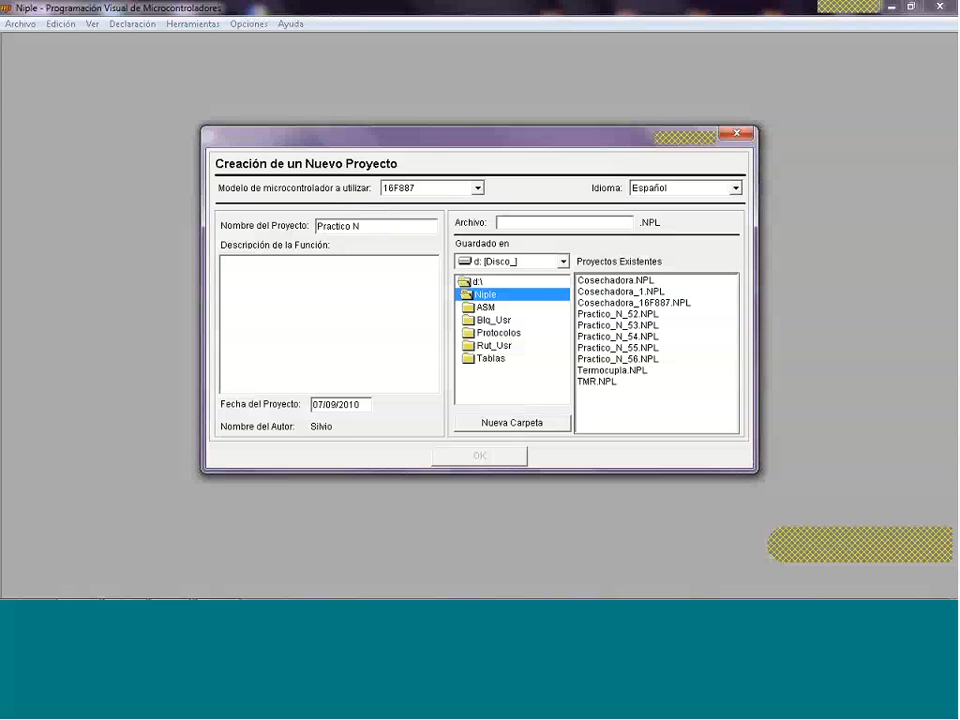 Niple - Programación Visual de Microcontroladores
Archivo Edición Ver Declaración Herramientas Opciones Ayuda
Creación de un Nuevo Proyecto
Modelo de microcontrolador a utilizar: 16F887 Idioma: Español
Nombre del Proyecto: Practico N
Descripción de la Función:
Fecha del Proyecto: 07/09/2010
Nombre del Autor: Silvio
Archivo: .NPL
Guardado en
d: [Disco_]
d:\
Niple
ASM
Blq_Usr
Protocolos
Rut_Usr
Tablas
Nueva Carpeta
Proyectos Existentes
Cosechadora.NPL
Cosechadora_1.NPL
Cosechadora_16F887.NPL
Practico_N_52.NPL
Practico_N_53.NPL
Practico_N_54.NPL
Practico_N_55.NPL
Practico_N_56.NPL
Termocupla.NPL
TMR.NPL
OK